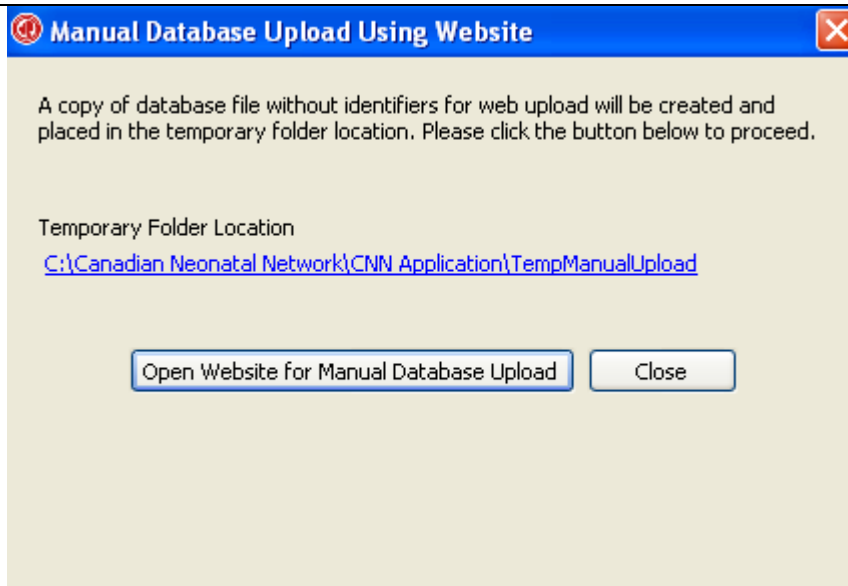 Manual Database Upload Using Website
A copy of database file without identifiers for web upload will be created and
placed in the temporary folder location. Please click the button below to proceed.
Temporary Folder Location
C:\Canadian Neonatal Network\CNN Application\TempManualUpload
Open Website for Manual Database Upload
Close